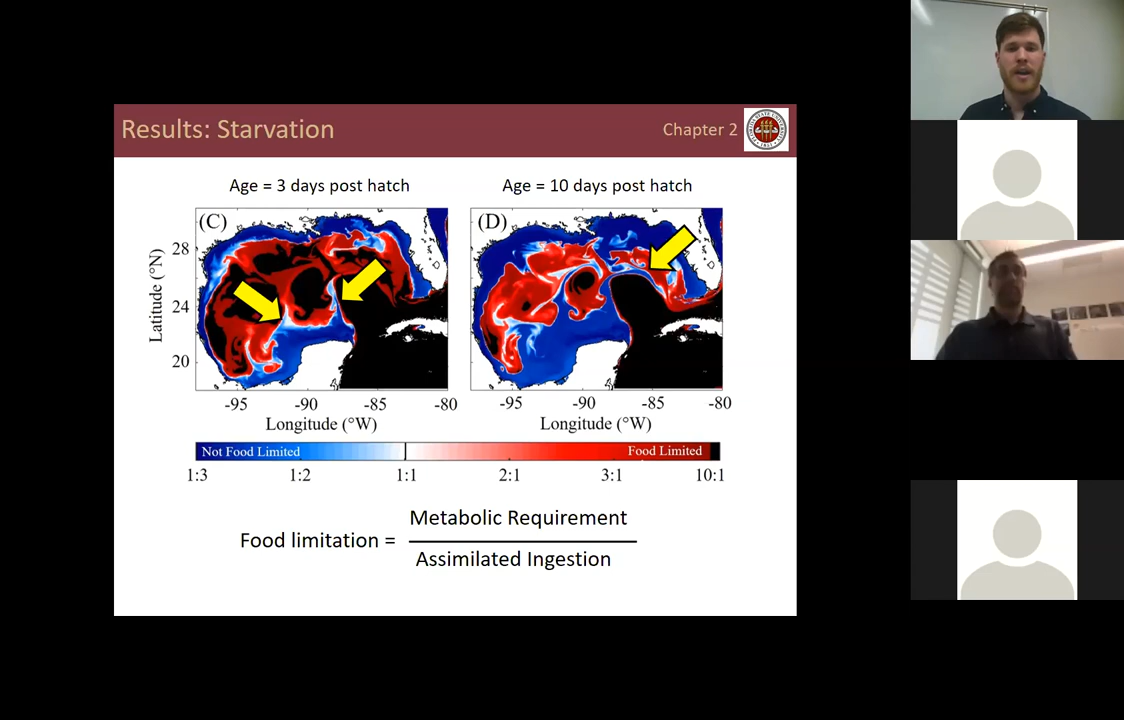 Results: Starvation
Chapter 2
Age = 3 days post hatch
Age = 10 days post hatch
(C)
(D)
Latitude (°N)
28
24
20
-95
-90
-85
-80
-95
-90
-85
-80
Longitude (°W)
Longitude (°W)
Not Food Limited
Food Limited
1:3
1:2
1:1
2:1
3:1
10:1
Food limitation =
Metabolic Requirement
Assimilated Ingestion